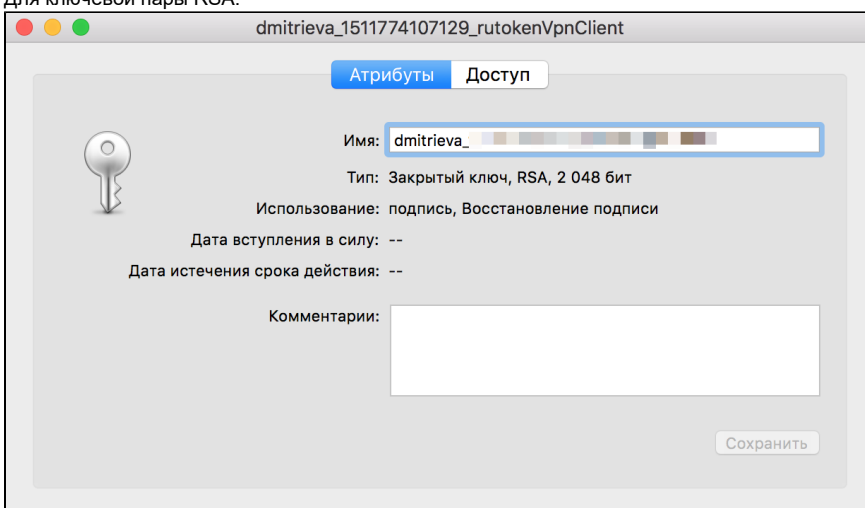 Для ключевой пары RSA:
dmitrieva_1511774107129_rutokenVpnClient
Атрибуты Доступ
Имя: dmitrieva_
Тип: Закрытый ключ, RSA, 2 048 бит
Использование: подпись, Восстановление подписи
Дата вступления в силу: --
Дата истечения срока действия: --
Комментарии:
Сохранить